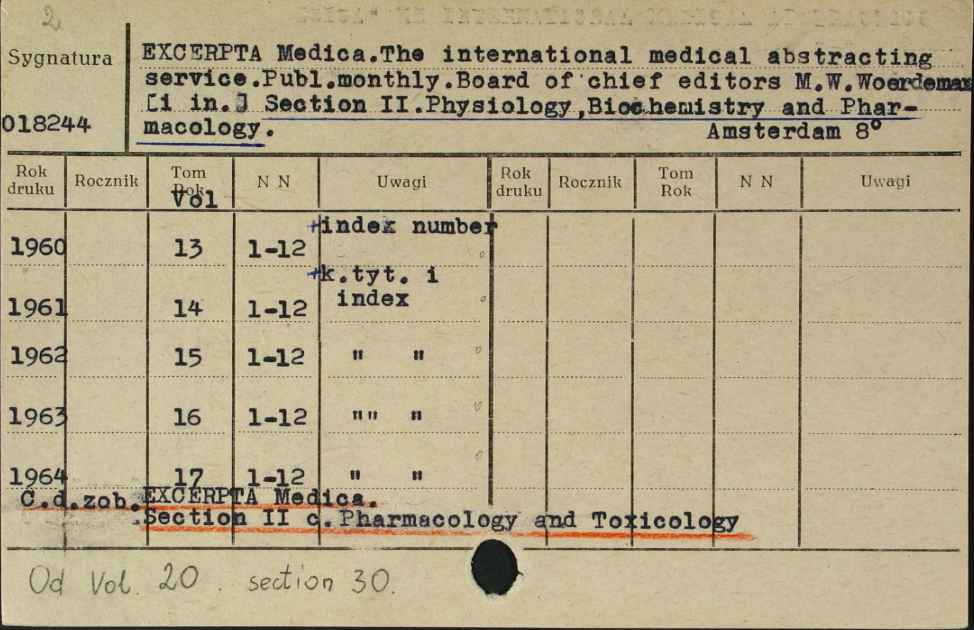 2
Sygnatura
018244
EXCERPTA Medica.The international medical abstracting
service.Publ.monthly.Board of chief editors M.W.Woerdeman
[i in.] Section II.Physiology,Biochemistry and Phar-
macology. Amsterdam 8°
Rok druku Rocznik Tom Rok Vol N N Uwagi Rok druku Rocznik Tom Rok N N Uwagi
+index number
1960 13 1-12
+k.tyt. i
index
1961 14 1-12
1962 15 1-12 " "
1963 16 1-12 "" "
1964 17 1-12 " "
C.d.zob.EXCERPTA Medica.
Section II c.Pharmacology and Toxicology
Od Vol. 20. section 30.